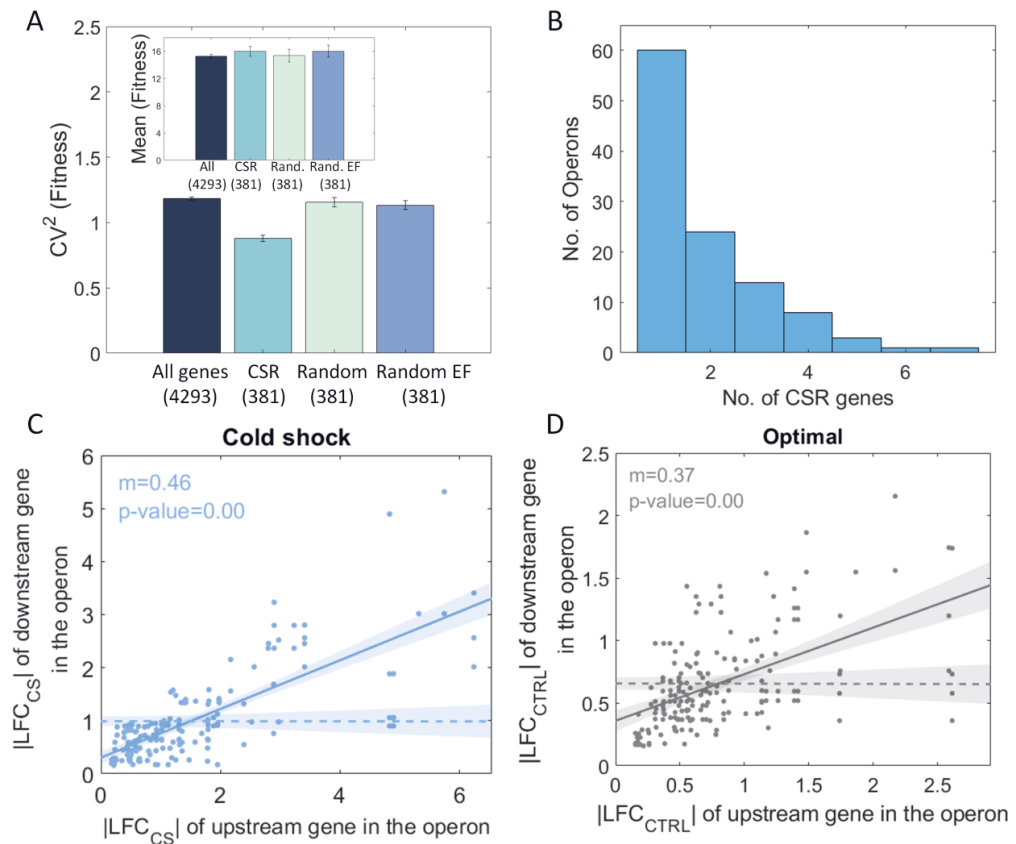 A
2.5
2
1.5
1
0.5
0
CV² (Fitness)
Mean (Fitness)
16
12
8
4
0
All CSR Rand. Rand. EF
(4293) (381) (381) (381)
All genes CSR Random Random EF
(4293) (381) (381) (381)
B
60
50
40
30
20
10
0
No. of Operons
2 4 6
No. of CSR genes
C
Cold shock
m=0.46
p-value=0.00
6
5
4
3
2
1
0
|LFC_CS| of downstream gene
in the operon
0 2 4 6
|LFC_CS| of upstream gene in the operon
D
Optimal
m=0.37
p-value=0.00
2.5
2
1.5
1
0.5
0
|LFC_CTRL| of downstream gene
in the operon
0 0.5 1 1.5 2 2.5
|LFC_CTRL| of upstream gene in the operon